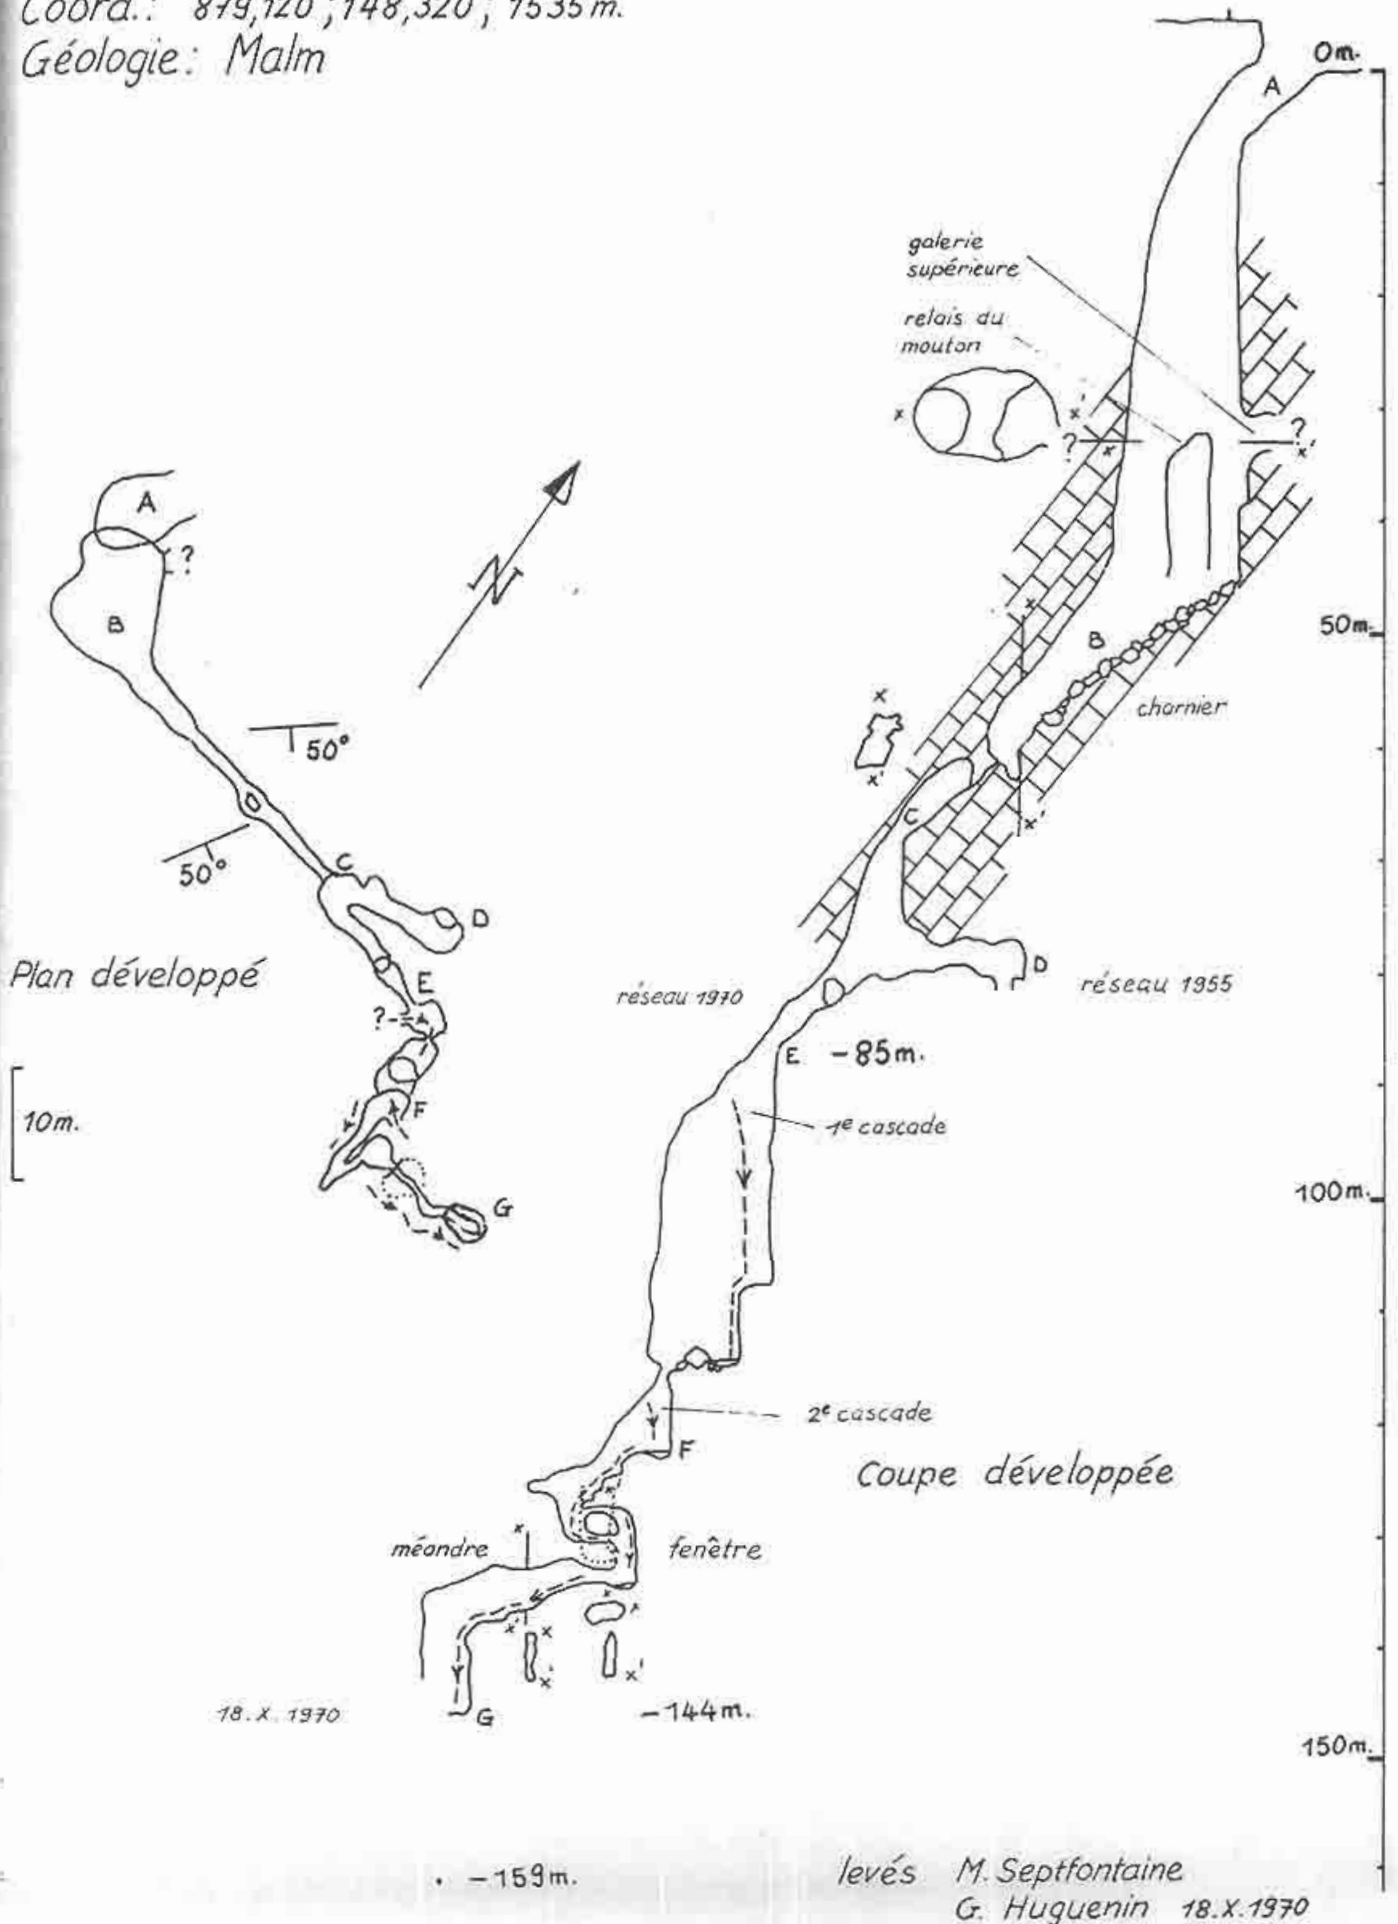 Coord.: 879,120 ; 148,320 ; 1535 m.
Géologie: Malm
0m.
A
galerie
supérieure
relais du
mouton
x
x'
?
x
?
x'
A
?
B
N
x
50m.
B
charnier
x
x'
50°
50°
C
x'
C
D
D
Plan développé
E
réseau 1970
réseau 1955
?
E
-85m.
10m.
F
1e cascade
G
100m.
2e cascade
F
Coupe développée
x
méandre
fenêtre
x
x
x'
x
x'
x'
18.X.1970
G
-144m.
150m.
-159m.
levés M. Septfontaine
G. Huguenin 18.X.1970